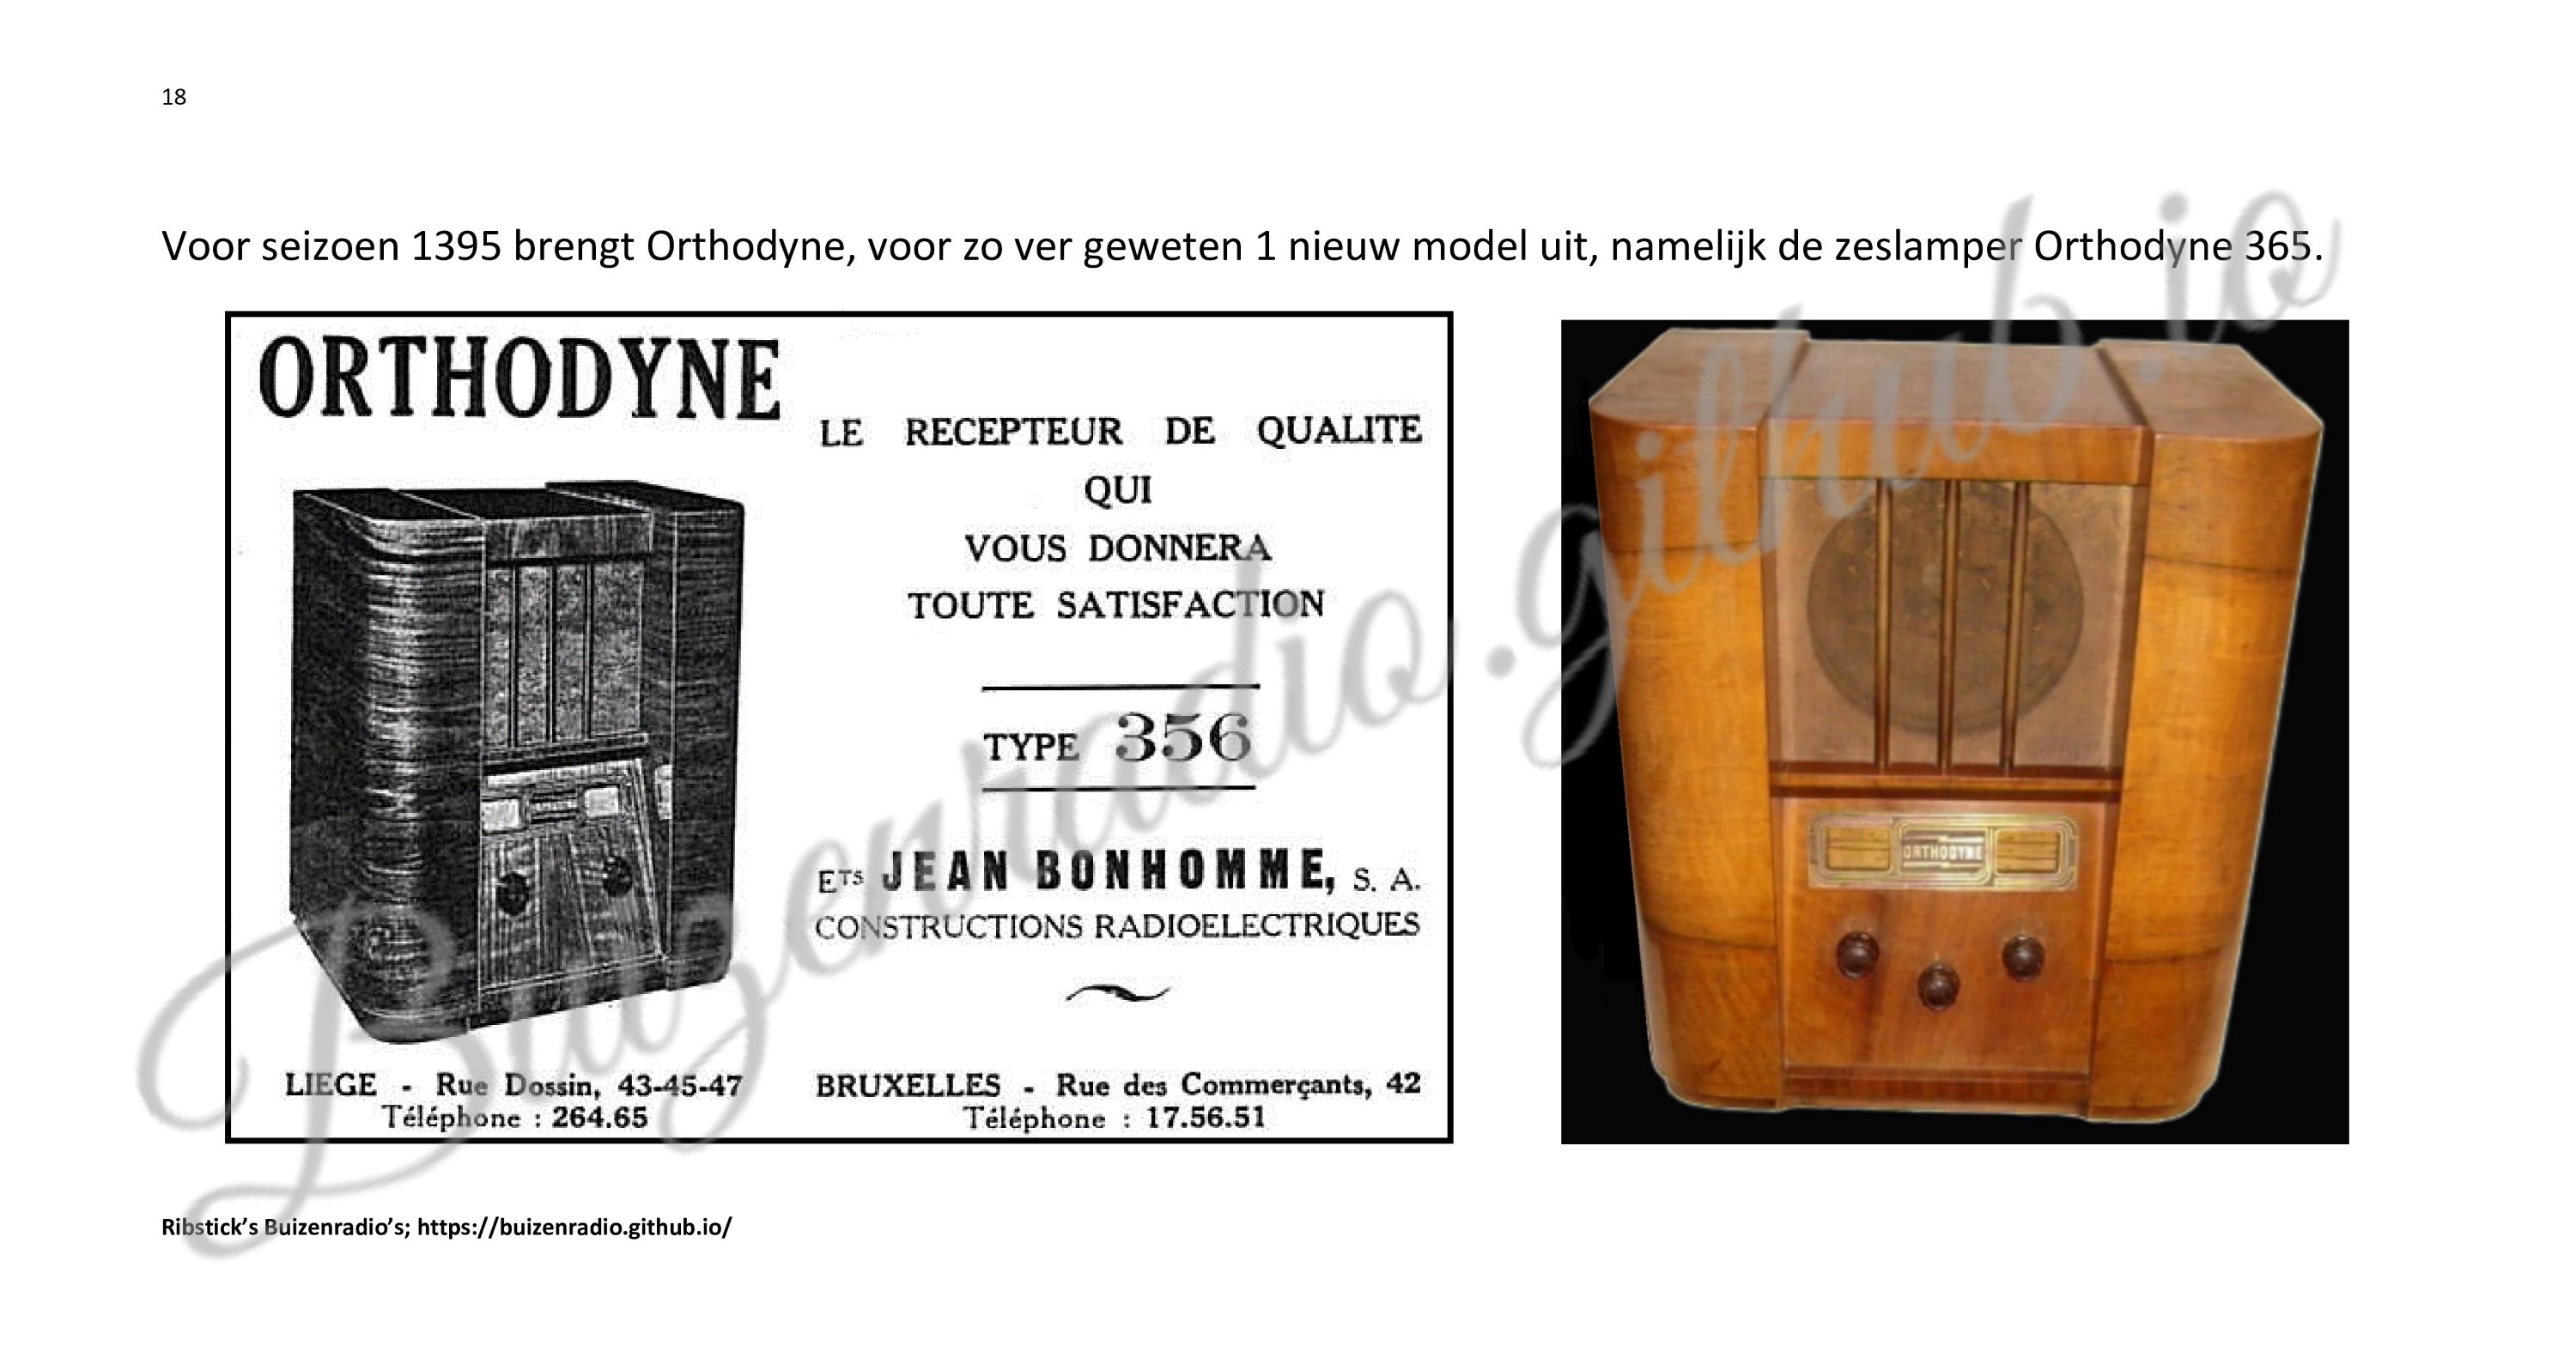 18
Voor seizoen 1395 brengt Orthodyne, voor zo ver geweten 1 nieuw model uit, namelijk de zeslamper Orthodyne 365.
ORTHODYNE
LE RECEPTEUR DE QUALITE
QUI
VOUS DONNERA
TOUTE SATISFACTION
TYPE 356
ETS JEAN BONHOMME, S. A.
CONSTRUCTIONS RADIOELECTRIQUES
LIEGE - Rue Dossin, 43-45-47
Téléphone : 264.65
BRUXELLES - Rue des Commerçants, 42
Téléphone : 17.56.51
ORTHODYNE
Buizenradio.github.io
Ribstick’s Buizenradio’s; https://buizenradio.github.io/